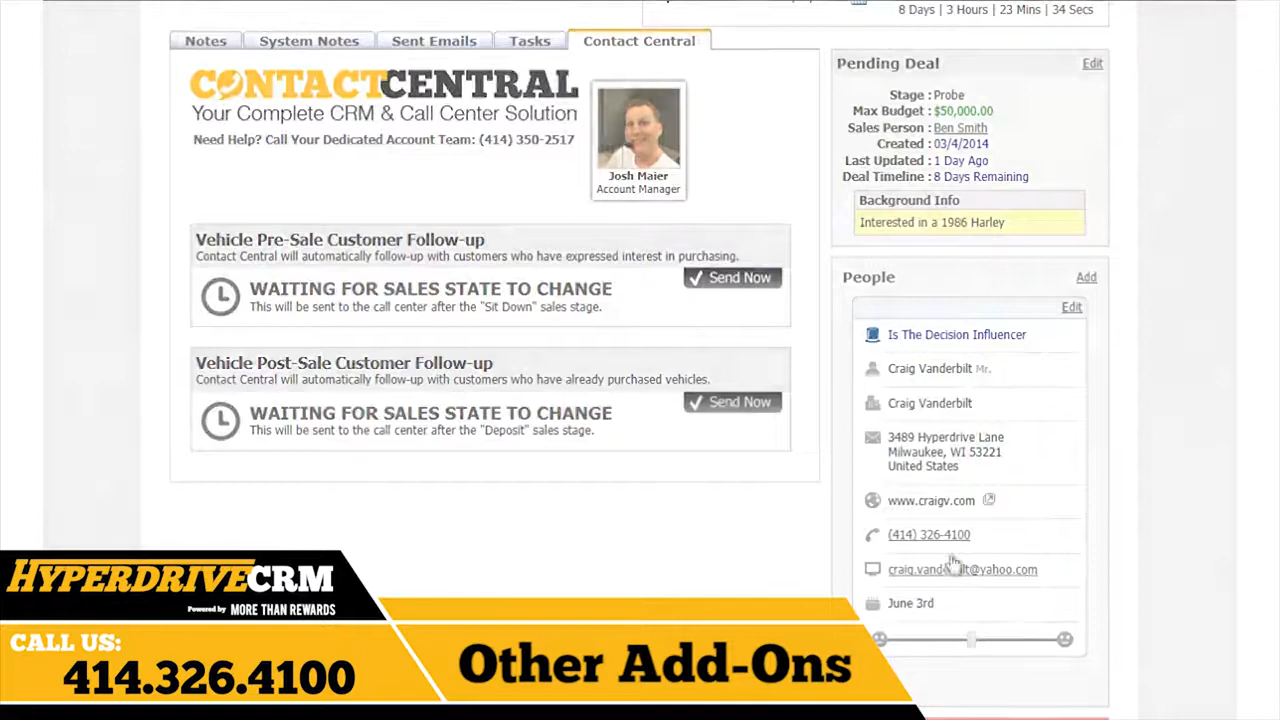 8 Days | 3 Hours | 23 Mins | 34 Secs
Notes
System Notes
Sent Emails
Tasks
Contact Central
CONTACTCENTRAL
Your Complete CRM & Call Center Solution
Need Help? Call Your Dedicated Account Team: (414) 350-2517
Josh Maier
Account Manager
Vehicle Pre-Sale Customer Follow-up
Contact Central will automatically follow-up with customers who have expressed interest in purchasing.
Send Now
WAITING FOR SALES STATE TO CHANGE
This will be sent to the call center after the "Sit Down" sales stage.
Vehicle Post-Sale Customer Follow-up
Contact Central will automatically follow-up with customers who have already purchased vehicles.
Send Now
WAITING FOR SALES STATE TO CHANGE
This will be sent to the call center after the "Deposit" sales stage.
Pending Deal
Edit
Stage : Probe
Max Budget : $50,000.00
Sales Person : Ben Smith
Created : 03/4/2014
Last Updated : 1 Day Ago
Deal Timeline : 8 Days Remaining
Background Info
Interested in a 1986 Harley
People
Add
Edit
Is The Decision Influencer
Craig Vanderbilt Mr.
Craig Vanderbilt
3489 Hyperdrive Lane
Milwaukee, WI 53221
United States
www.craigv.com
(414) 326-4100
craig.vanderbilt@yahoo.com
June 3rd
HYPERDRIVECRM
Powered by MORE THAN REWARDS
CALL US:
414.326.4100
Other Add-Ons